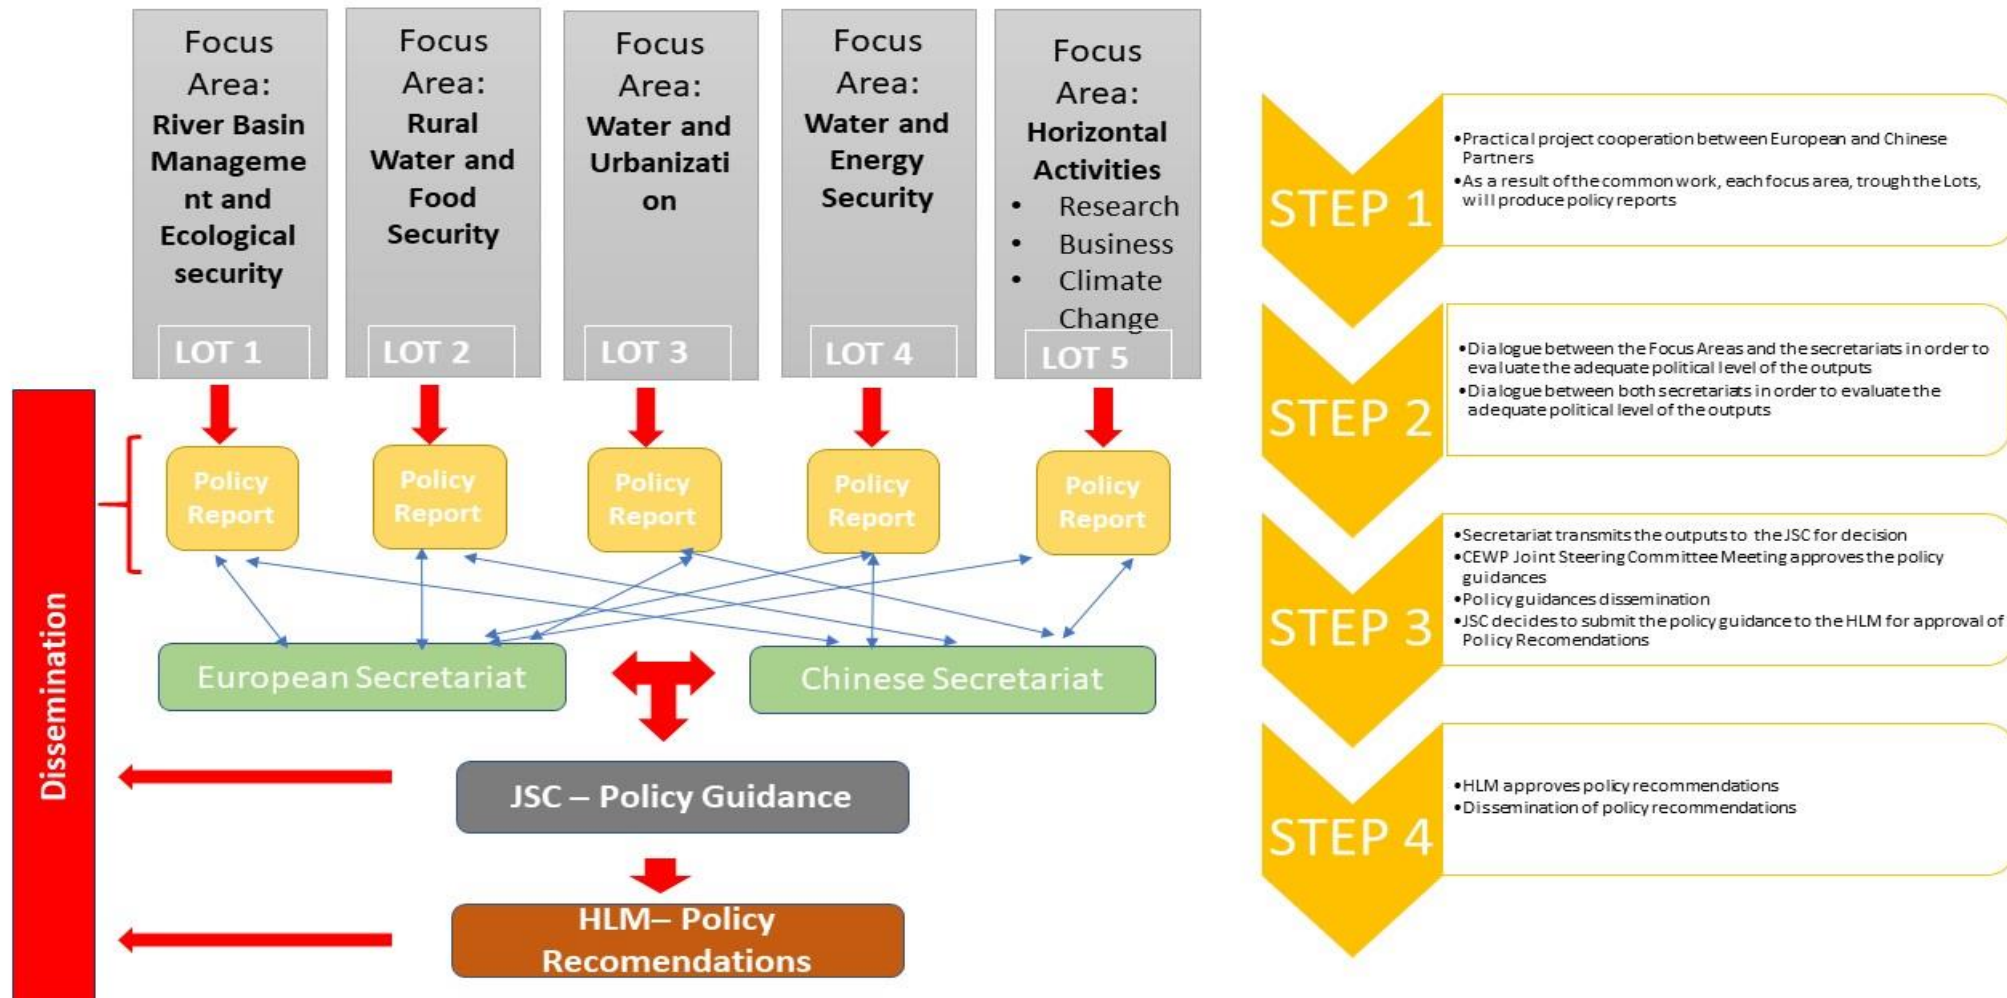 Focus
Area:
River Basin
Manageme
nt and
Ecological
security
LOT 1
Focus
Area:
Rural
Water and
Food
Security
LOT 2
Focus
Area:
Water and
Urbanizati
on
LOT 3
Focus
Area:
Water and
Energy
Security
LOT 4
Focus
Area:
Horizontal
Activities
• Research
• Business
• Climate
Change
LOT 5
Dissemination
Policy
Report
Policy
Report
Policy
Report
Policy
Report
Policy
Report
European Secretariat
Chinese Secretariat
JSC – Policy Guidance
HLM– Policy
Recomendations
STEP 1
•Practical project cooperation between European and Chinese
Partners
•As a result of the common work, each focus area, trough the Lots,
will produce policy reports
STEP 2
•Dialogue between the Focus Areas and the secretariats in order to
evaluate the adequate political level of the outputs
•Dialogue between both secretariats in order to evaluate the
adequate political level of the outputs
STEP 3
•Secretariat transmits the outputs to the JSC for decision
•CEWP Joint Steering Committee Meeting approves the policy
guidances
•Policy guidances dissemination
•JSC decides to submit the policy guidance to the HLM for approval of
Policy Recomendations
STEP 4
•HLM approves policy recommendations
•Dissemination of policy recommendations